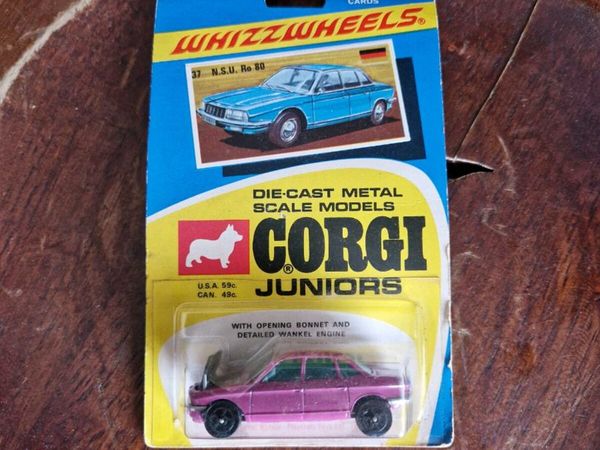 CARDS
WHIZZWHEELS®
37 N.S.U. Ro 80
DIE-CAST METAL
SCALE MODELS
CORGI®
JUNIORS
U.S.A. 59c.
CAN. 49c.
WITH OPENING BONNET AND
DETAILED WANKEL ENGINE